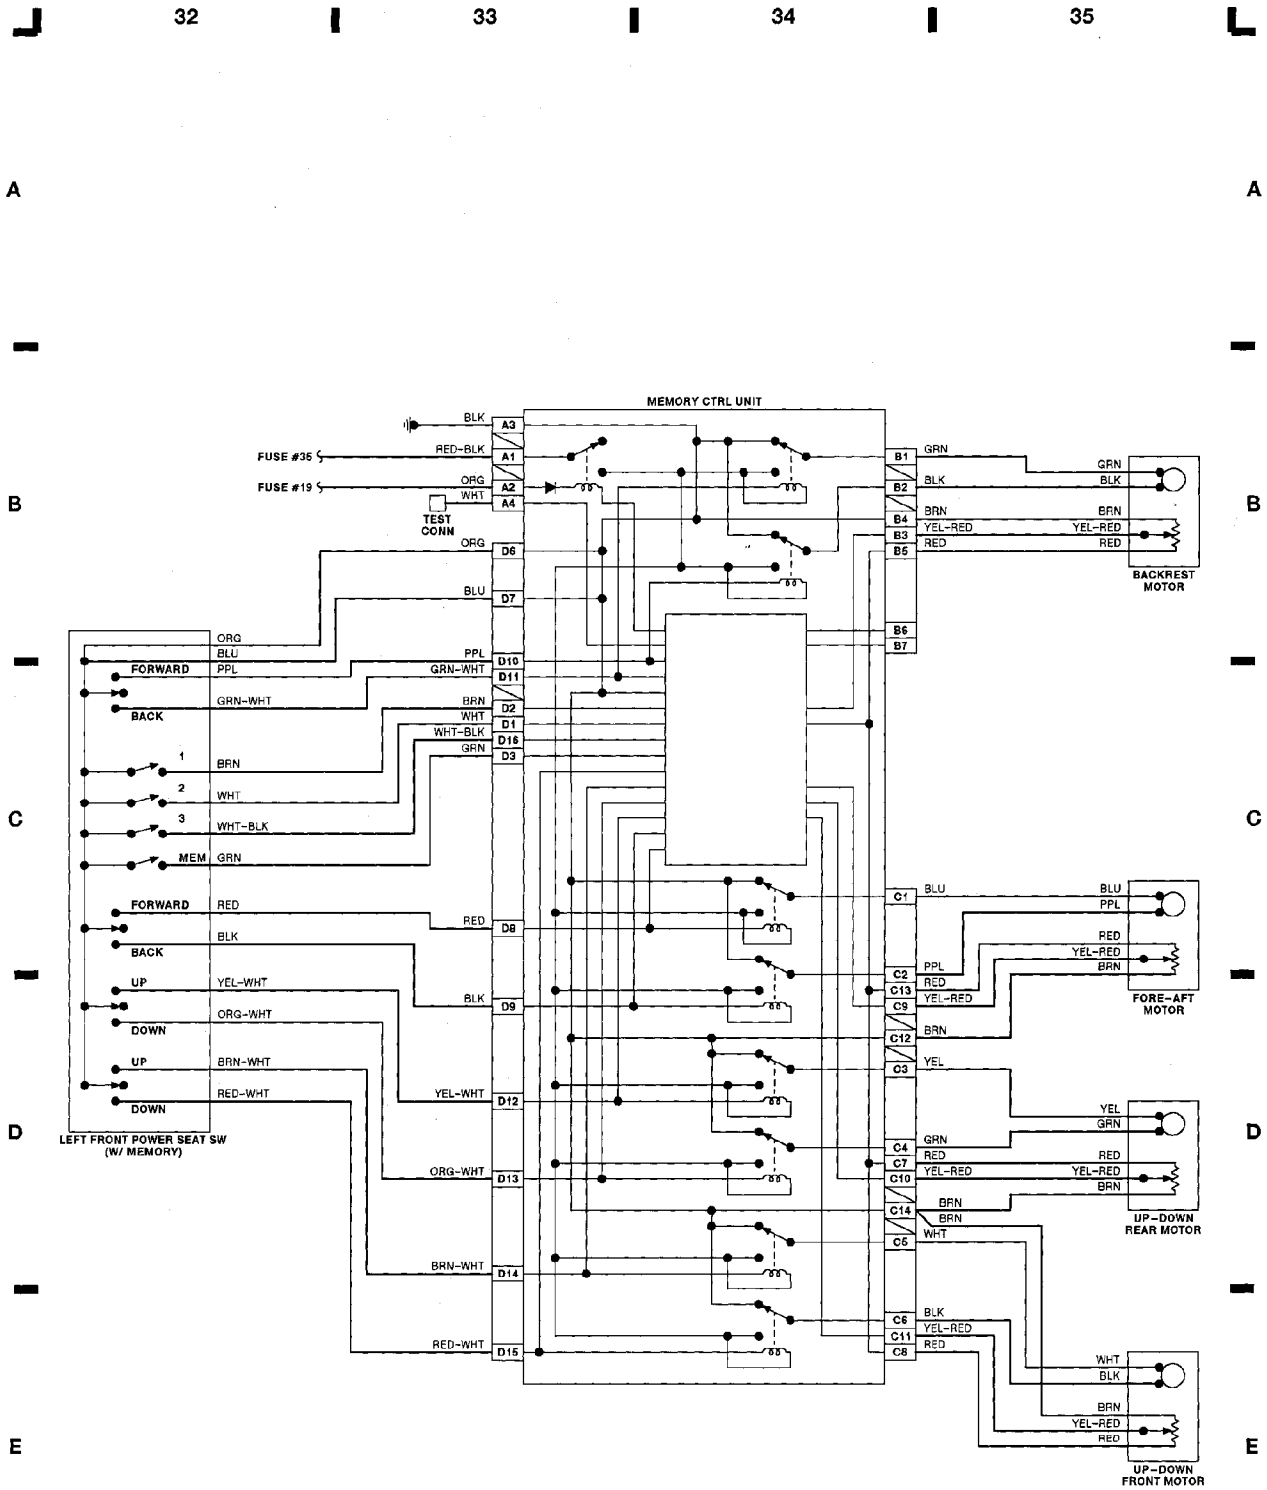 32 33 34 35
A A
MEMORY CTRL UNIT
BLK A3
FUSE #35 RED-BLK A1 B1 GRN
GRN
FUSE #19 ORG A2 B2 BLK BLK
B WHT A4 B
TEST
CONN
B4 BRN BRN
B3 YEL-RED YEL-RED
ORG D6 B5 RED RED
BACKREST
MOTOR
BLU D7
B6
ORG B7
BLU
PPL D10
FORWARD PPL GRN-WHT D11
GRN-WHT BRN D2
BACK WHT D1
WHT-BLK D16
GRN D3
1 BRN
2 WHT
C 3 WHT-BLK C
MEM GRN
C1 BLU BLU
FORWARD RED PPL
RED D8
BLK RED
BACK YEL-RED
C2 PPL BRN
UP YEL-WHT C13 RED
BLK D9 C9 YEL-RED FORE-AFT
MOTOR
ORG-WHT
DOWN C12 BRN
UP BRN-WHT C3 YEL
RED-WHT YEL-WHT D12 YEL
DOWN GRN
D D
LEFT FRONT POWER SEAT SW
(W/ MEMORY)
C4 GRN
C7 RED RED
ORG-WHT D13 C10 YEL-RED YEL-RED
BRN
C14 BRN
BRN UP-DOWN
REAR MOTOR
C5 WHT
BRN-WHT D14
C6 BLK
C11 YEL-RED
RED-WHT D15 C8 RED
WHT
BLK
BRN
YEL-RED
E RED E
UP-DOWN
FRONT MOTOR